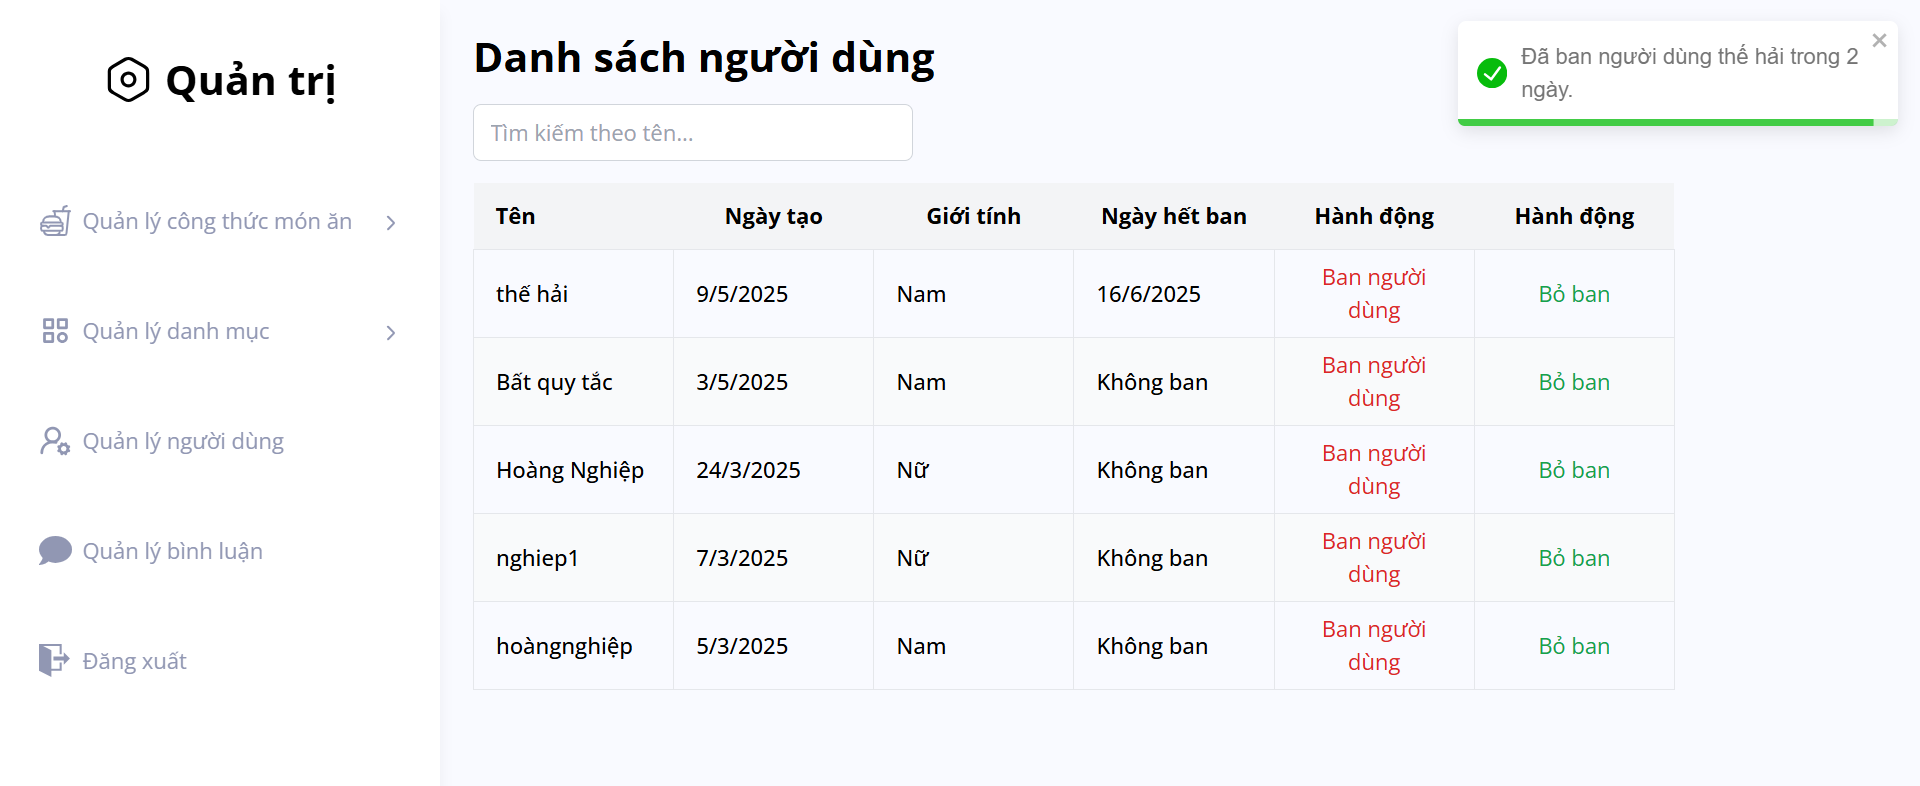 Quản trị
Quản lý công thức món ăn
Quản lý danh mục
Quản lý người dùng
Quản lý bình luận
Đăng xuất
Danh sách người dùng
Tìm kiếm theo tên...
Đã ban người dùng thế hải trong 2
ngày.
Tên Ngày tạo Giới tính Ngày hết ban Hành động Hành động
thế hải 9/5/2025 Nam 16/6/2025 Ban người dùng Bỏ ban
Bất quy tắc 3/5/2025 Nam Không ban Ban người dùng Bỏ ban
Hoàng Nghiệp 24/3/2025 Nữ Không ban Ban người dùng Bỏ ban
nghiep1 7/3/2025 Nữ Không ban Ban người dùng Bỏ ban
hoàngnghiệp 5/3/2025 Nam Không ban Ban người dùng Bỏ ban